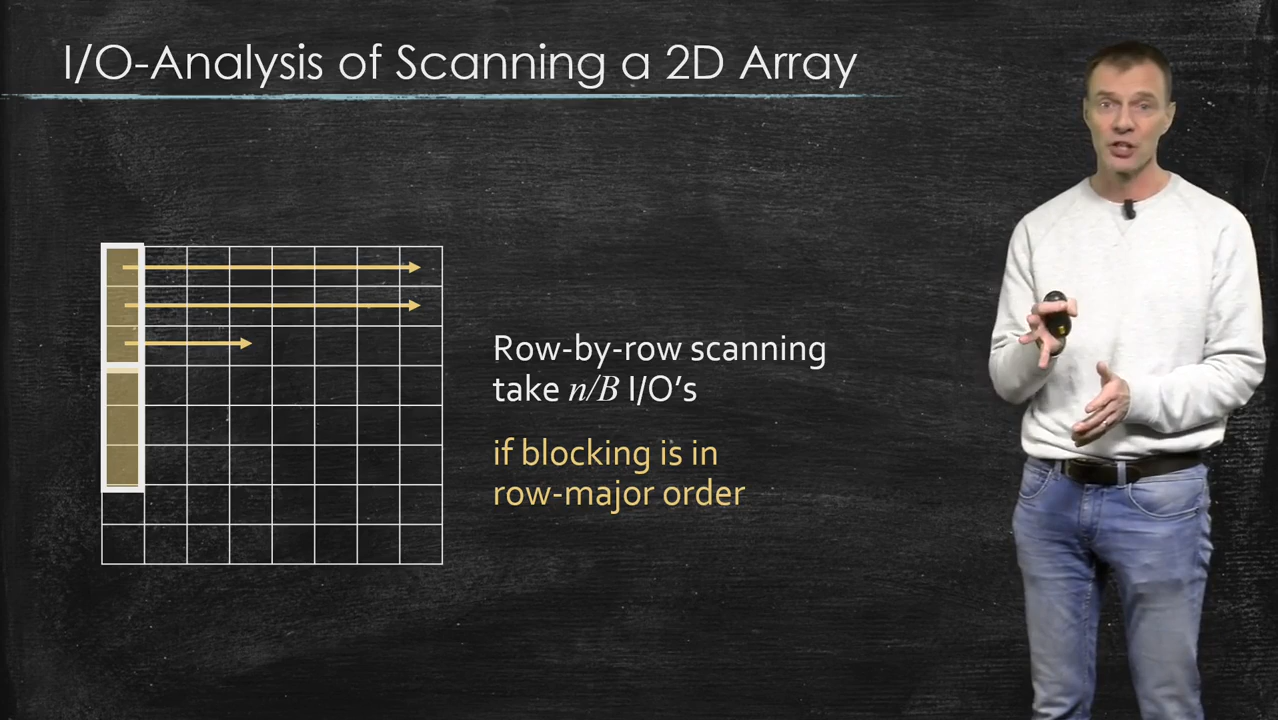 I/O-Analysis of Scanning a 2D Array
Row-by-row scanning
take n/B I/O's
if blocking is in
row-major order